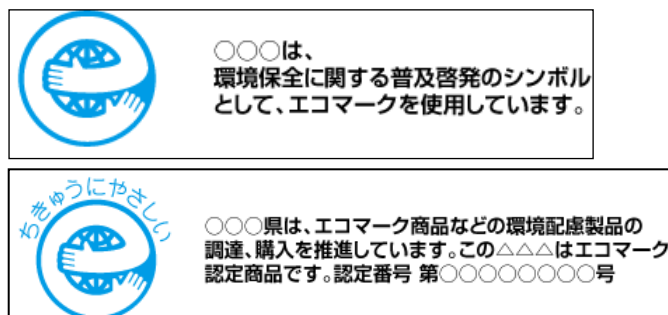 ○○○は、
環境保全に関する普及啓発のシンボル
として、エコマークを使用しています。
ちきゅうにやさしい
○○○県は、エコマーク商品などの環境配慮製品の
調達、購入を推進しています。この△△△はエコマーク
認定商品です。認定番号 第○○○○○○○○号